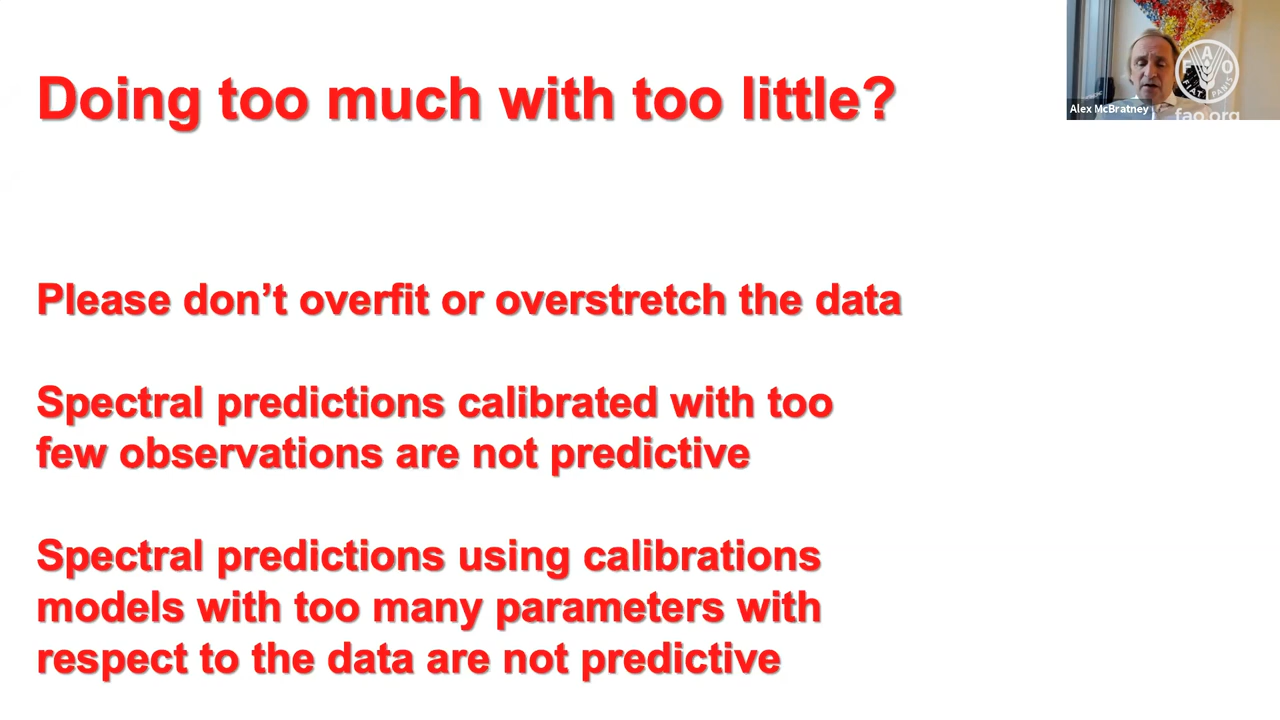 Doing too much with too little?
Alex McBratney
F A O
FIAT PANIS
fao.org
Please don’t overfit or overstretch the data
Spectral predictions calibrated with too
few observations are not predictive
Spectral predictions using calibrations
models with too many parameters with
respect to the data are not predictive